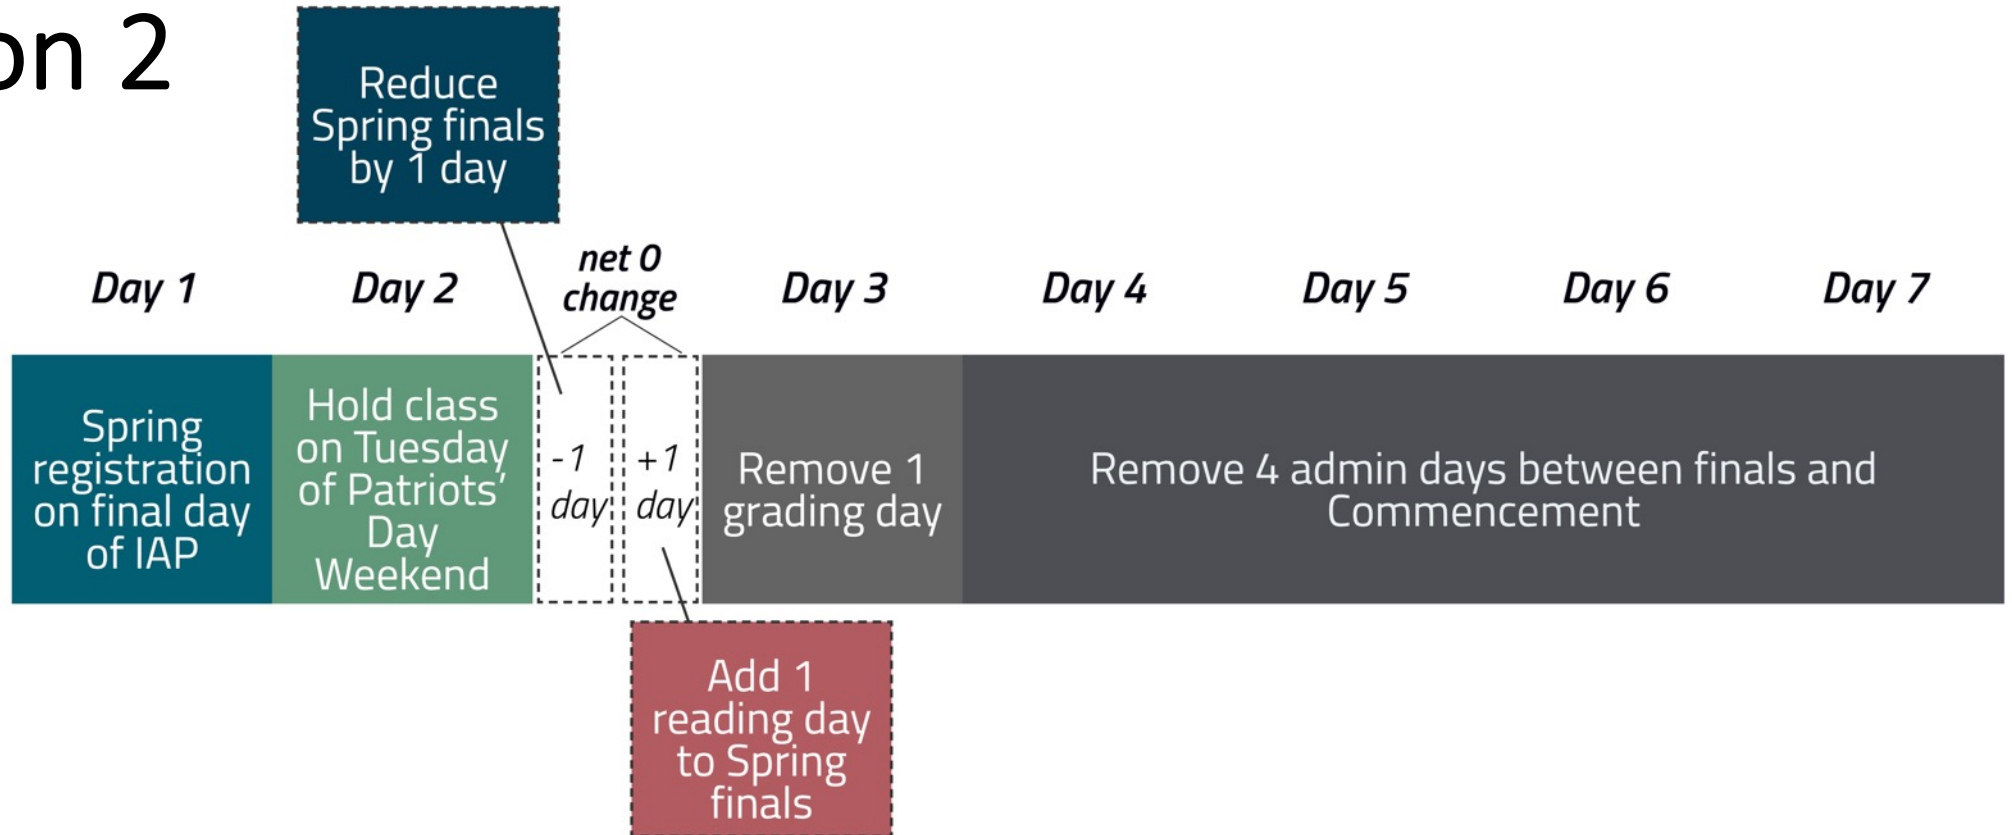 on 2
Reduce
Spring finals
by 1 day
net 0
change
Day 1
Day 2
Day 3
Day 4
Day 5
Day 6
Day 7
Spring
registration
on final day
of IAP
Hold class
on Tuesday
of Patriots’
Day
Weekend
-1
day
+1
day
Remove 1
grading day
Remove 4 admin days between finals and
Commencement
Add 1
reading day
to Spring
finals